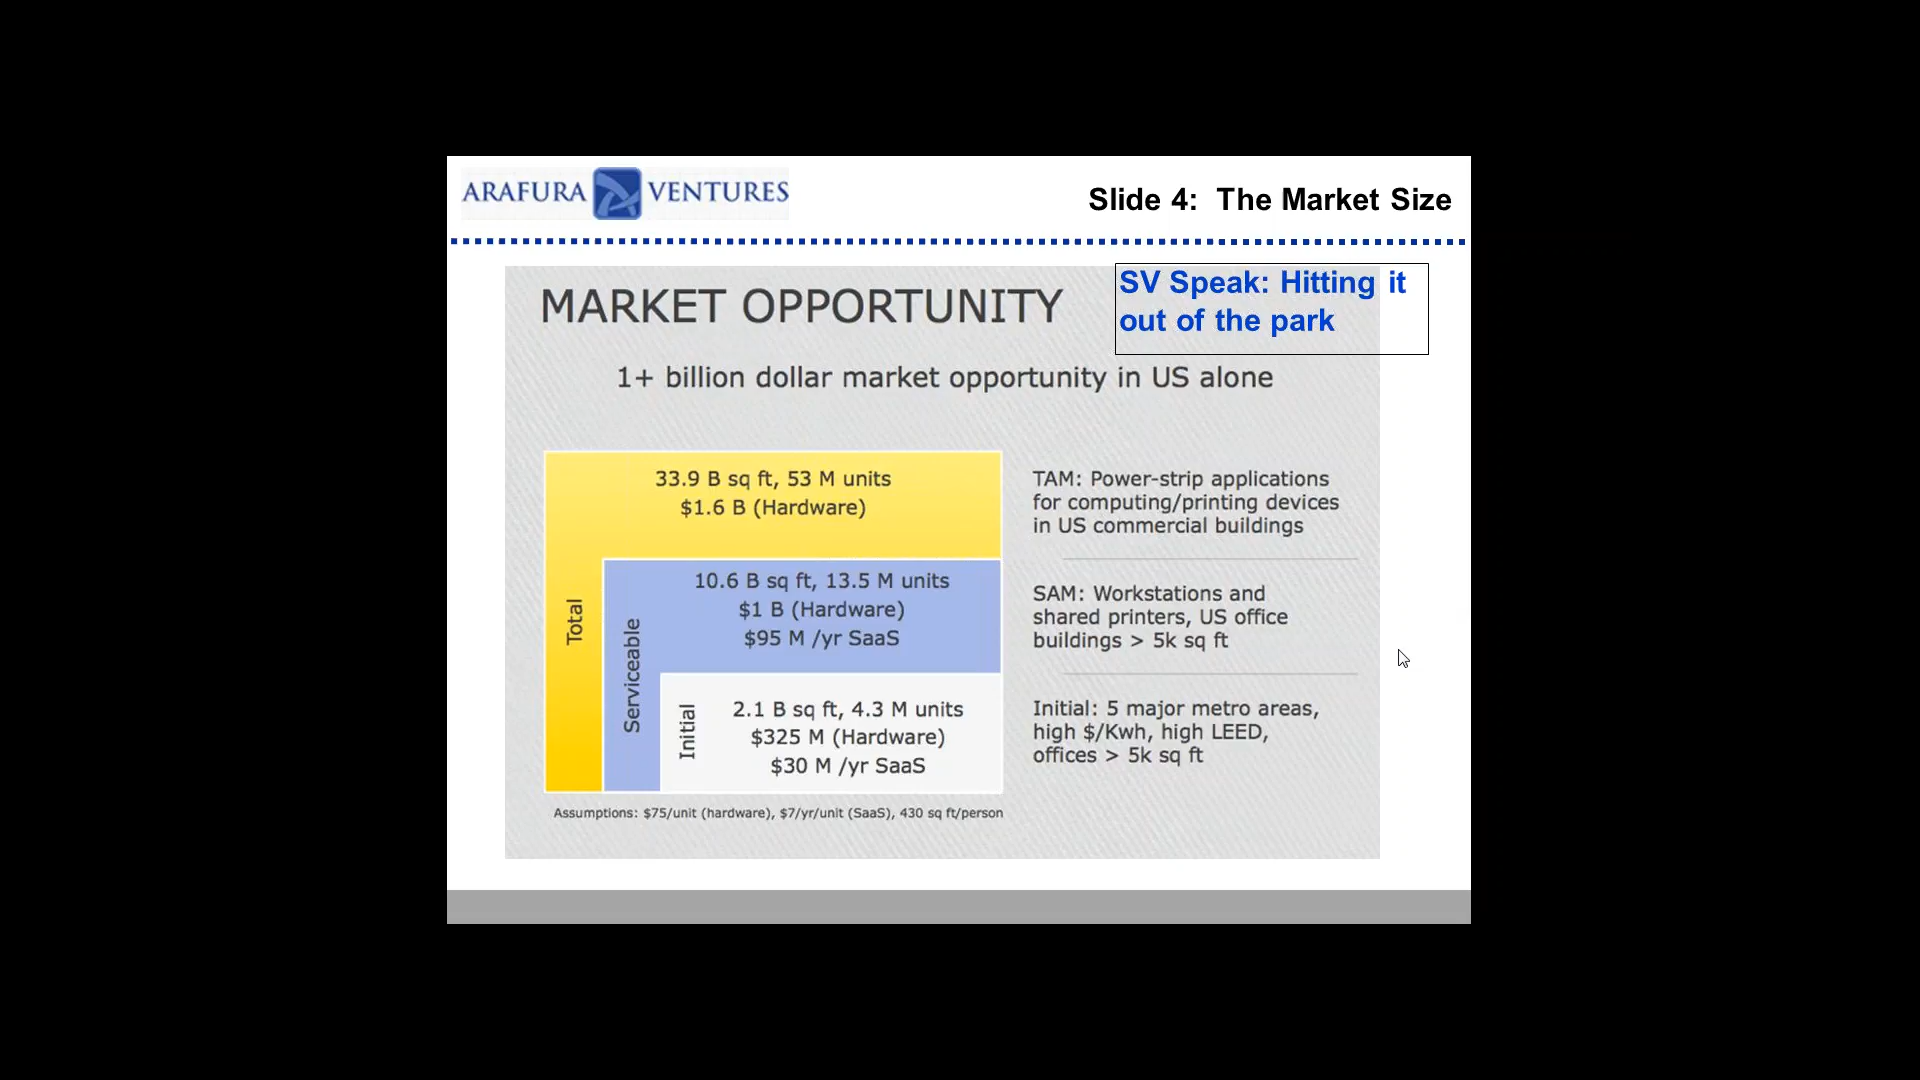 ARAFURA VENTURES
Slide 4: The Market Size
SV Speak: Hitting it
out of the park
MARKET OPPORTUNITY
1+ billion dollar market opportunity in US alone
33.9 B sq ft, 53 M units
$1.6 B (Hardware)
TAM: Power-strip applications
for computing/printing devices
in US commercial buildings
Total
10.6 B sq ft, 13.5 M units
$1 B (Hardware)
$95 M /yr SaaS
SAM: Workstations and
shared printers, US office
buildings > 5k sq ft
Serviceable
2.1 B sq ft, 4.3 M units
$325 M (Hardware)
$30 M /yr SaaS
Initial
Initial: 5 major metro areas,
high $/Kwh, high LEED,
offices > 5k sq ft
Assumptions: $75/unit (hardware), $7/yr/unit (SaaS), 430 sq ft/person